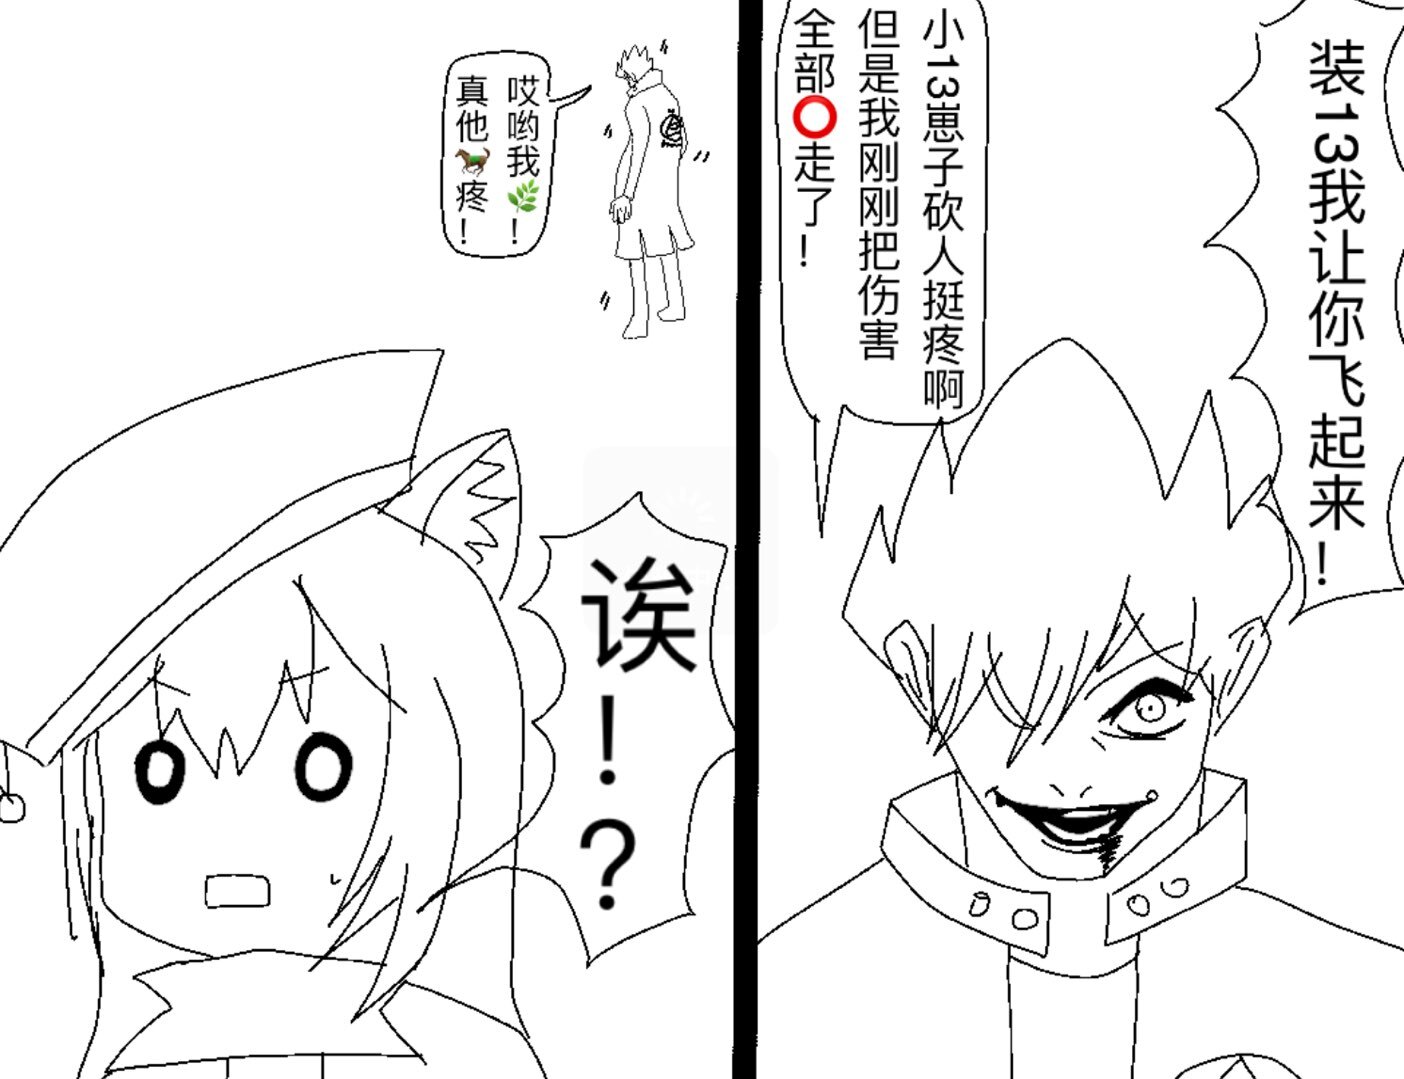 装13我让你飞起来！
小13崽子砍人挺疼啊
但是我刚刚把伤害
全部⭕走了！
哎哟我🌿！
真他🐎疼！
诶！？